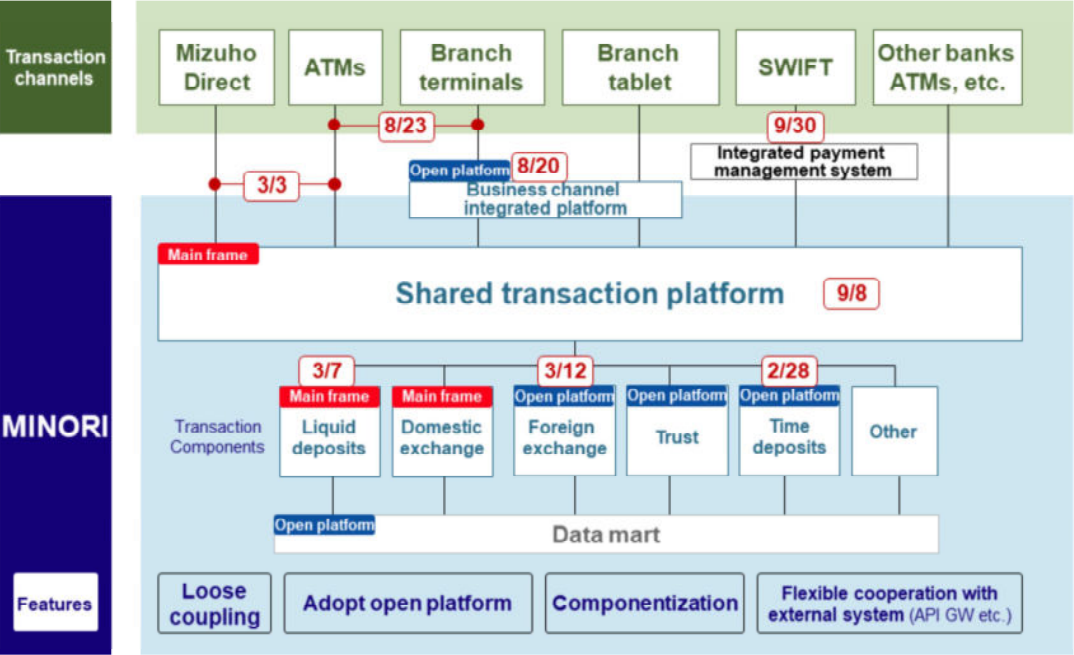 Transaction
channels
Mizuho
Direct
ATMs
Branch
terminals
Branch
tablet
SWIFT
Other banks
ATMs, etc.
8/23
9/30
3/3
Open platform
8/20
Business channel
integrated platform
Integrated payment
management system
MINORI
Main frame
Shared transaction platform
9/8
3/7
3/12
2/28
Transaction
Components
Main frame
Liquid
deposits
Main frame
Domestic
exchange
Open platform
Foreign
exchange
Open platform
Trust
Open platform
Time
deposits
Other
Open platform
Data mart
Features
Loose
coupling
Adopt open platform
Componentization
Flexible cooperation with
external system (API GW etc.)